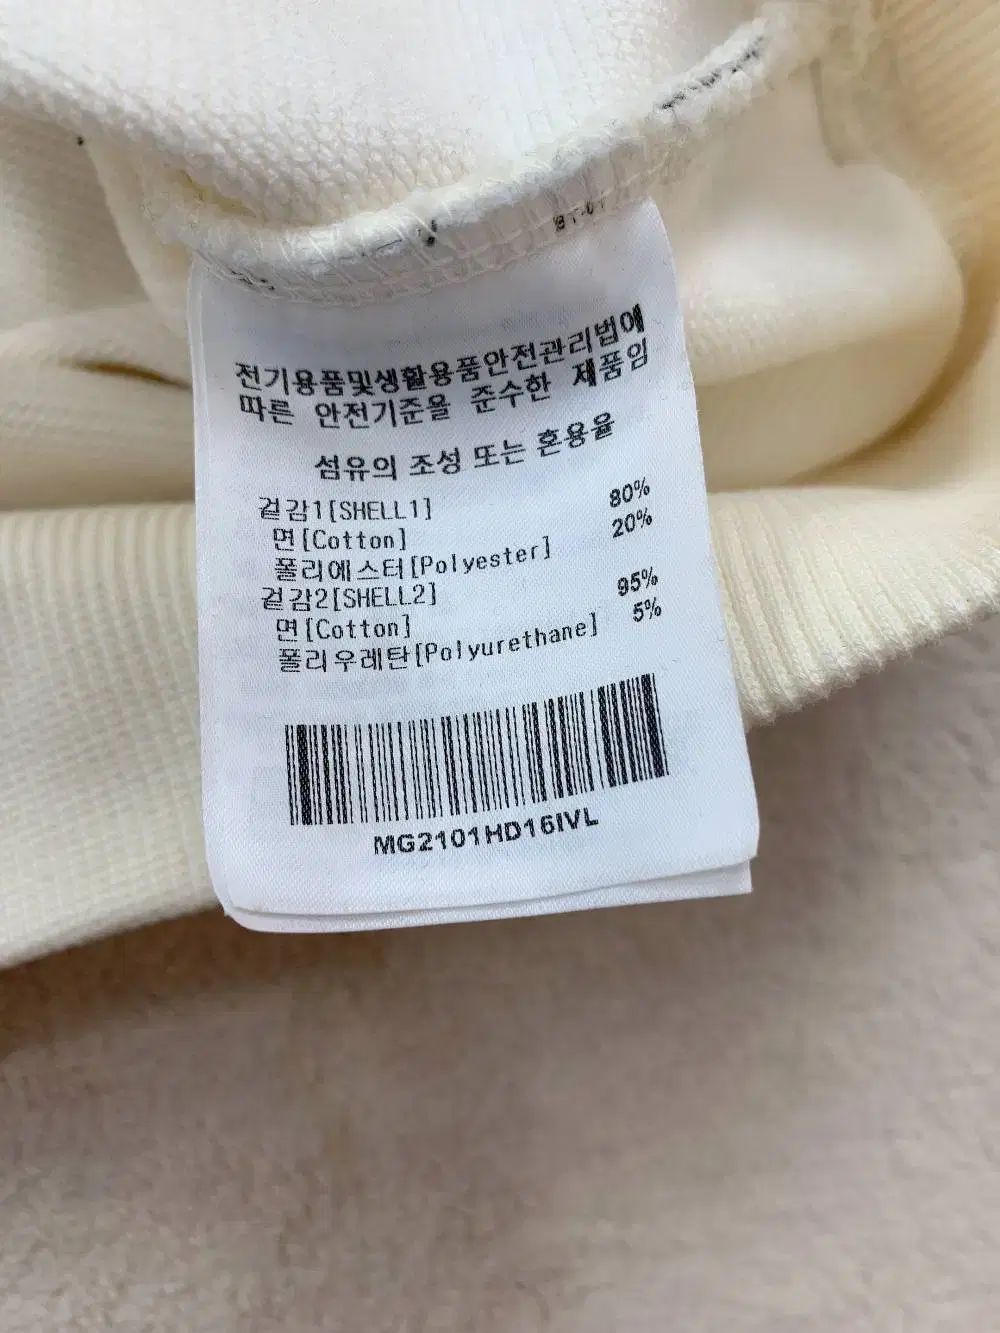 전기용품및생활용품안전관리법에
따른 안전기준을 준수한 제품임
섬유의 조성 또는 혼용율
겉감1[SHELL1]
면[Cotton] 80%
폴리에스터[Polyester] 20%
겉감2[SHELL2]
면[Cotton] 95%
폴리우레탄[Polyurethane] 5%
MG2101HD16IVL